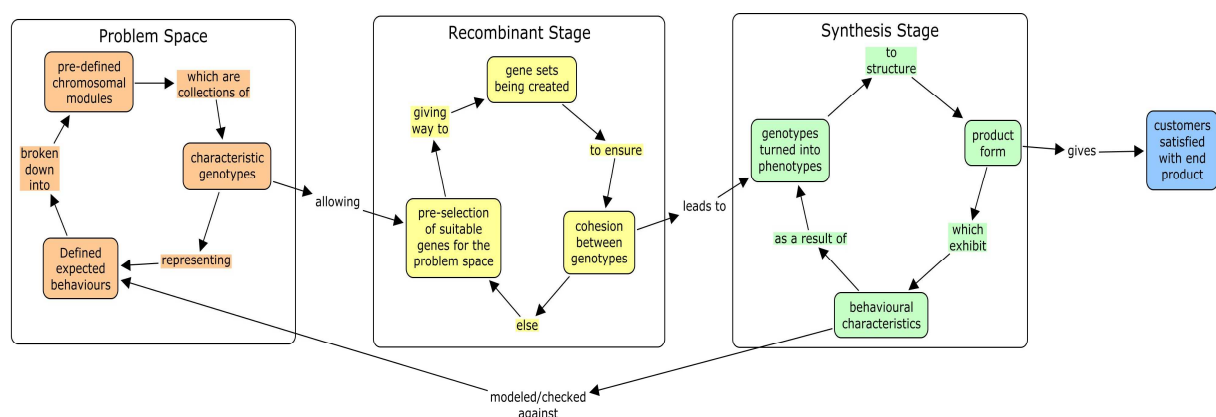 Problem Space
pre-defined
chromosomal
modules
which are
collections of
characteristic
genotypes
representing
Defined
expected
behaviours
broken
down
into
allowing
Recombinant Stage
gene sets
being created
to ensure
cohesion
between
genotypes
else
pre-selection
of suitable
genes for the
problem space
giving
way to
leads to
Synthesis Stage
to
structure
genotypes
turned into
phenotypes
product
form
which
exhibit
behavioural
characteristics
as a result of
gives
customers
satisfied
with end
product
modeled/checked
against